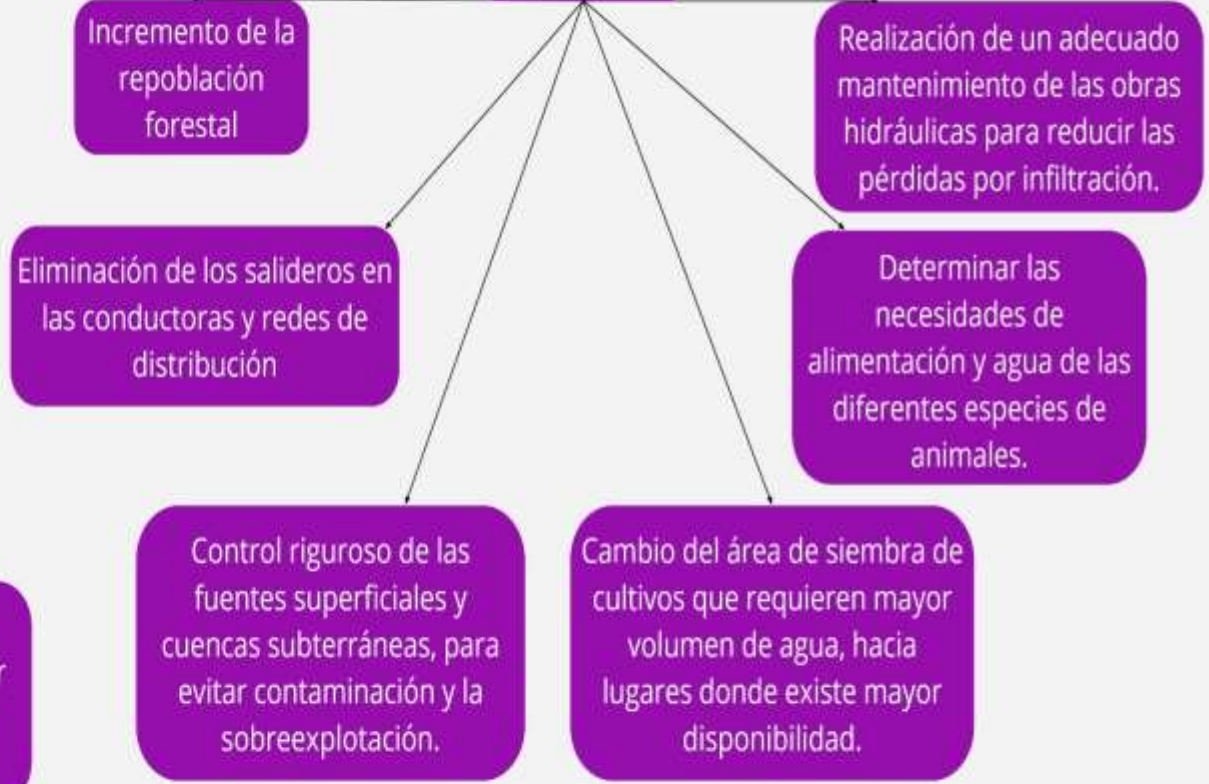 Incremento de la
repoblación
forestal
Realización de un adecuado
mantenimiento de las obras
hidráulicas para reducir las
pérdidas por infiltración.
Eliminación de los salideros en
las conductoras y redes de
distribución
Determinar las
necesidades de
alimentación y agua de las
diferentes especies de
animales.
Control riguroso de las
fuentes superficiales y
cuencas subterráneas, para
evitar contaminación y la
sobreexplotación.
Cambio del área de siembra de
cultivos que requieren mayor
volumen de agua, hacia
lugares donde existe mayor
disponibilidad.